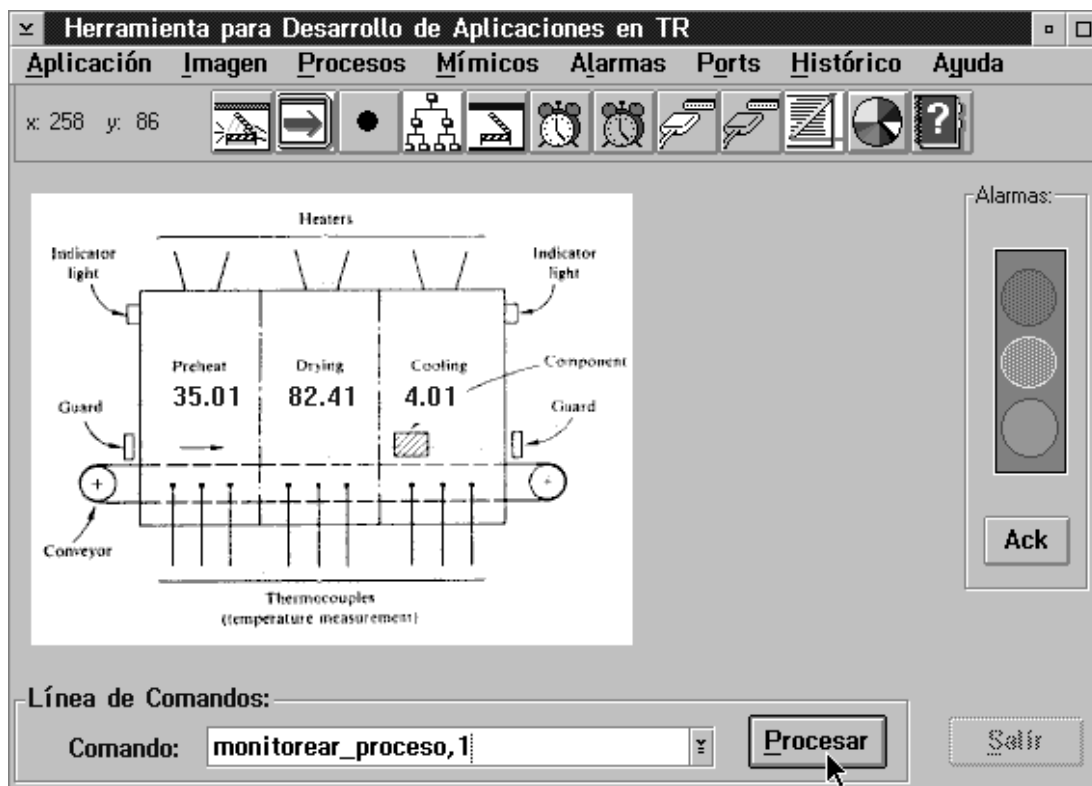 Herramienta para Desarrollo de Aplicaciones en TR
Aplicación Imagen Procesos Mímicos Alarmas Ports Histórico Ayuda
x: 258 y: 86
?
Alarmas:
Heaters
Indicator light
Indicator light
Preheat
Drying
Cooling
Component
35.01
82.41
4.01
Guard
Guard
Conveyor
Thermocouples
(temperature measurement)
Ack
Línea de Comandos:
Comando: monitorear_proceso,1
Procesar
Salír